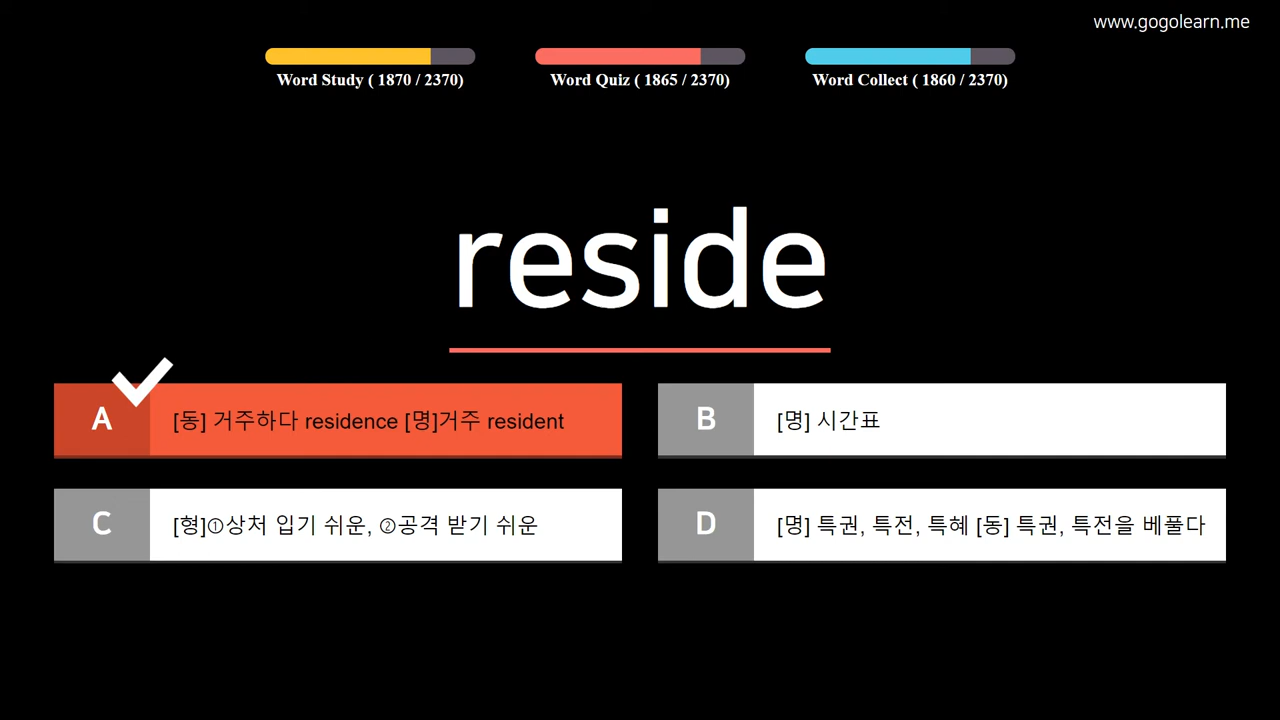 www.gogolearn.me
Word Study ( 1870 / 2370)
Word Quiz ( 1865 / 2370)
Word Collect ( 1860 / 2370)
reside
A
[동] 거주하다 residence [명]거주 resident
B
[명] 시간표
C
[형]①상처 입기 쉬운, ②공격 받기 쉬운
D
[명] 특권, 특전, 특혜 [동] 특권, 특전을 베풀다